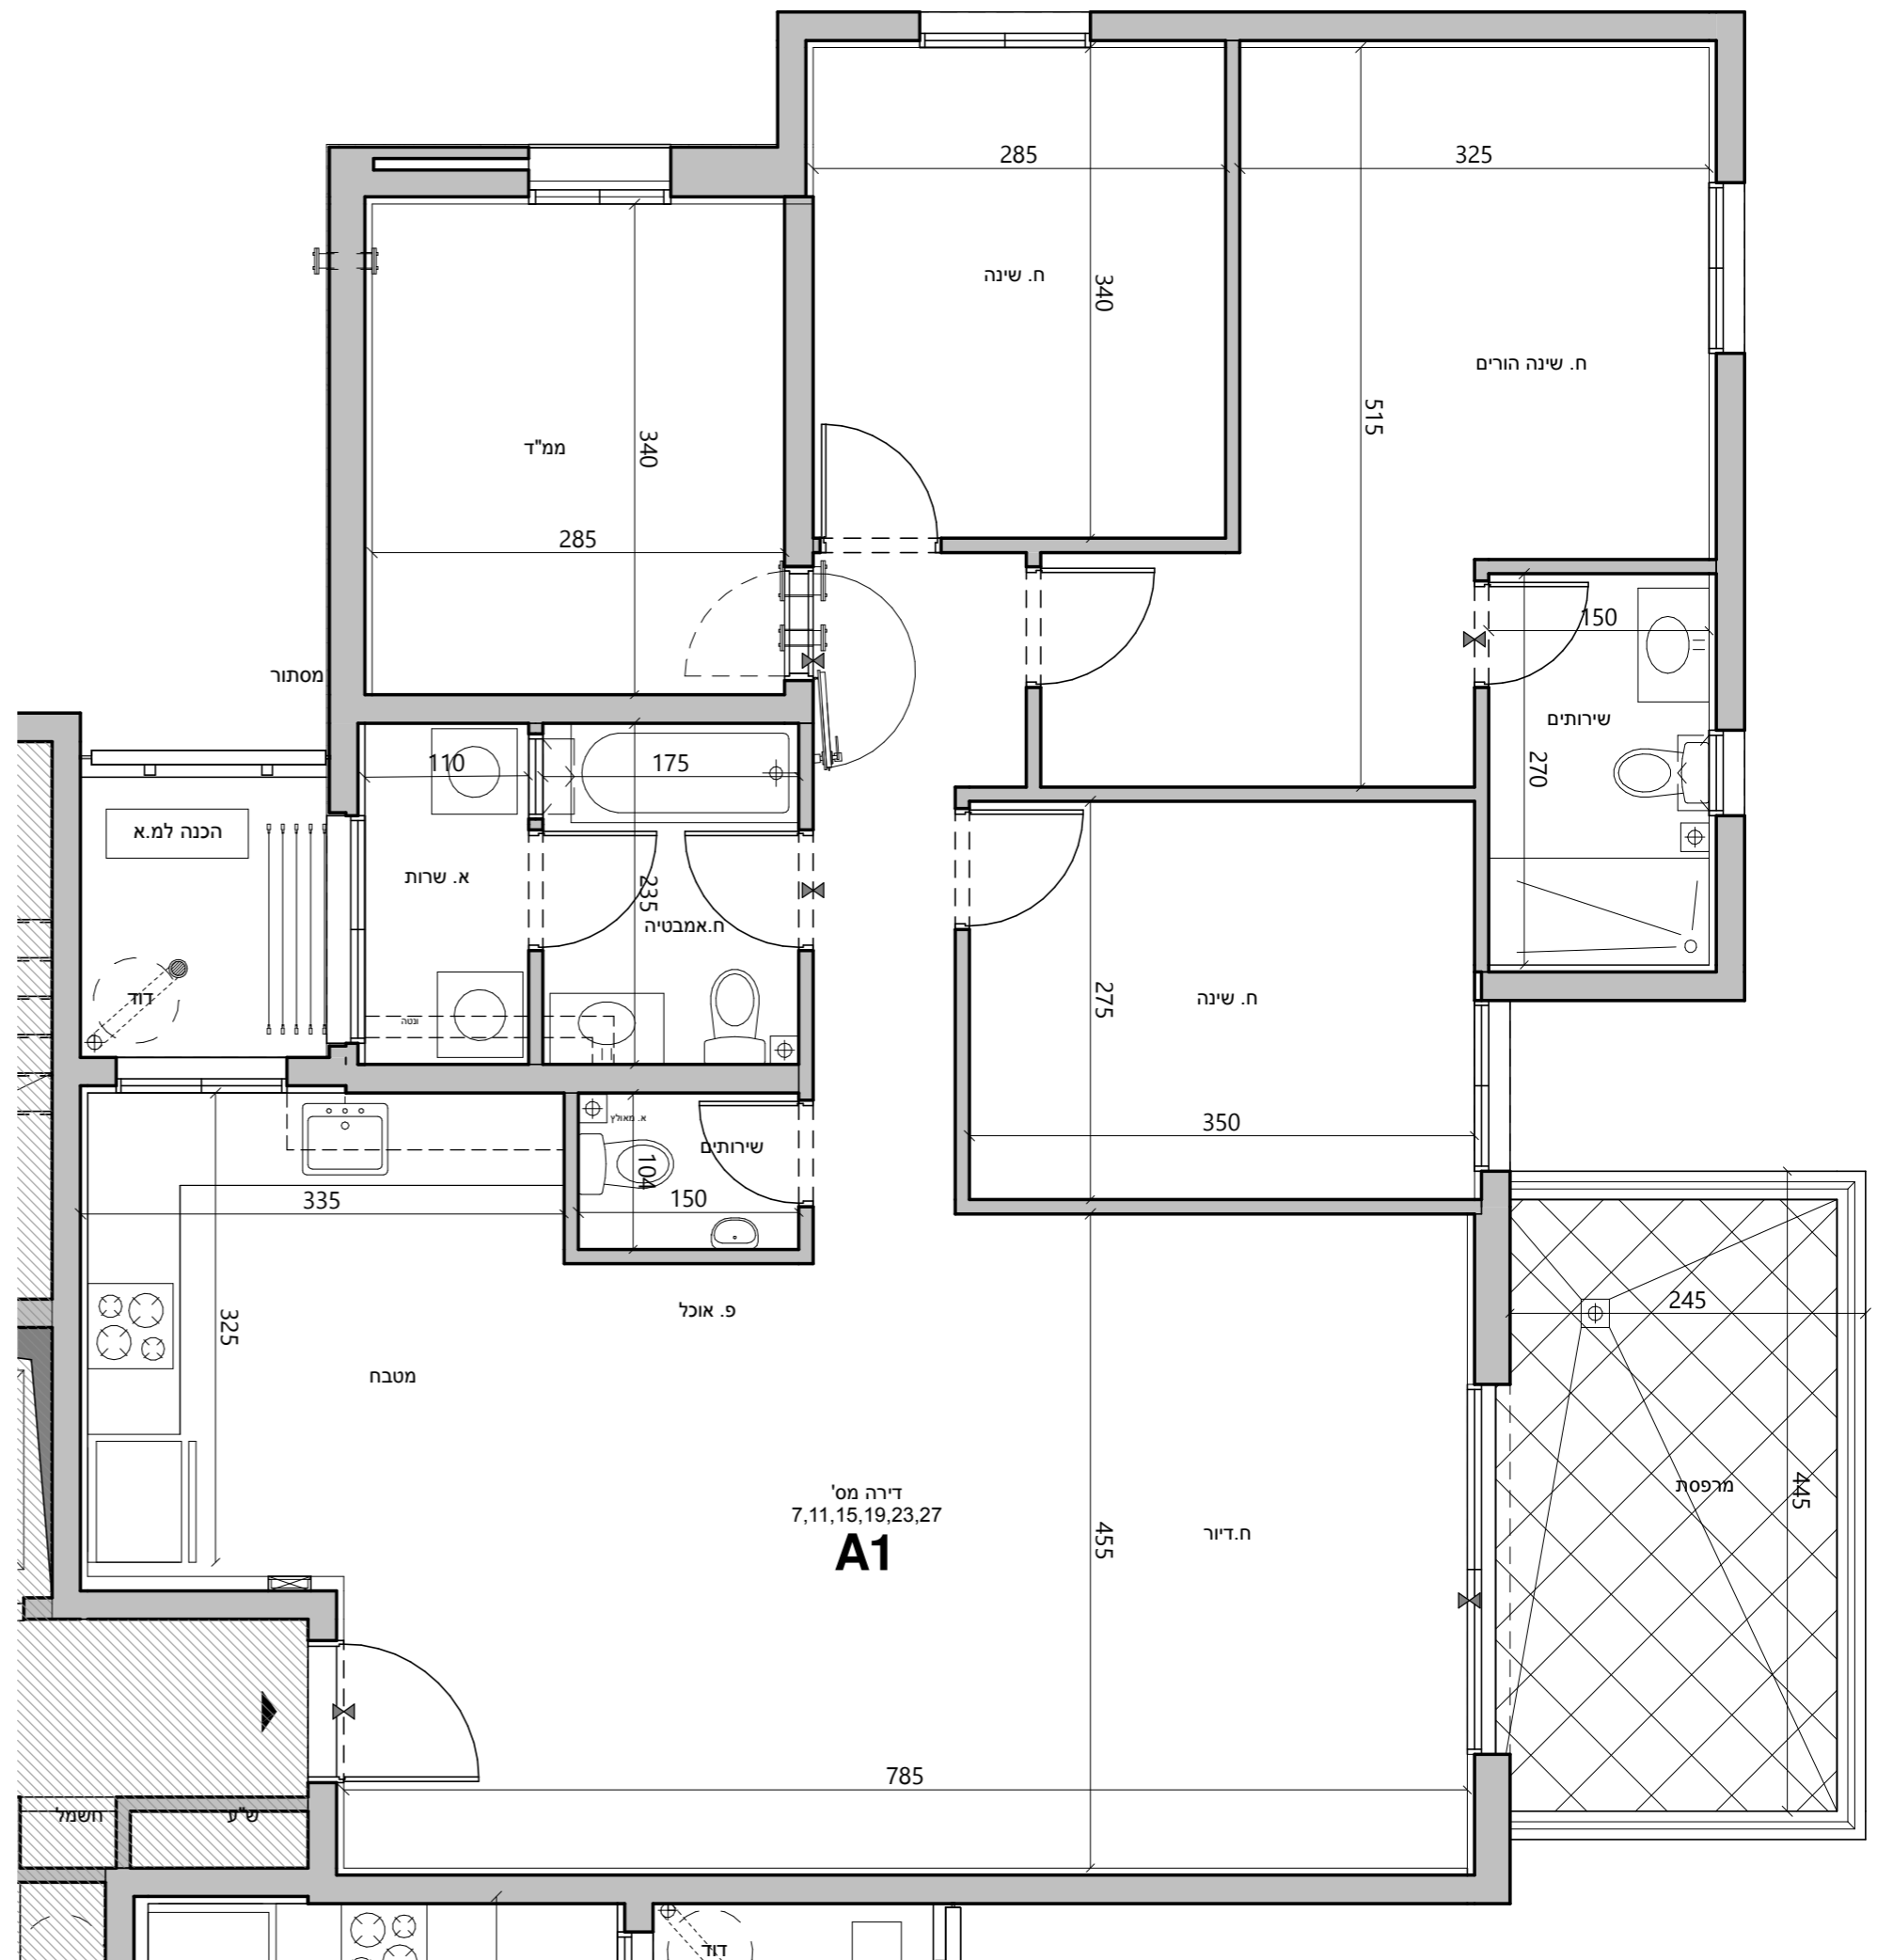 285
325
ח. שינה
340
ח. שינה הורים
515
ממ"ד
340
285
150
שירותים
270
מסתור
110
175
הכנה למ.א
א. שרות
235
ח.אמבטיה
דוד
ונטה
275
ח. שינה
350
א. מאולץ
שירותים
104
150
335
325
פ. אוכל
מטבח
245
מרפסת
445
דירה מס'
7,11,15,19,23,27
A1
ח.דיור
455
785
חשמל
ש"ע
דוד